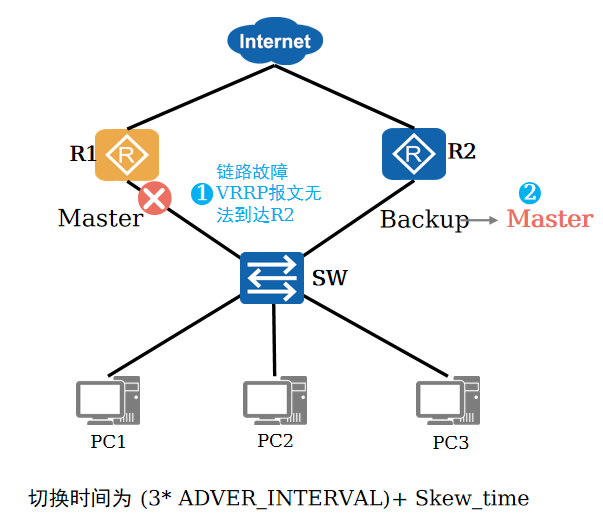 Internet
R1
R
R
R2
1
链路故障
VRRP报文无
法到达R2
2
Master
Backup
Master
SW
PC1
PC2
PC3
切换时间为 (3* ADVER_INTERVAL)+ Skew_time